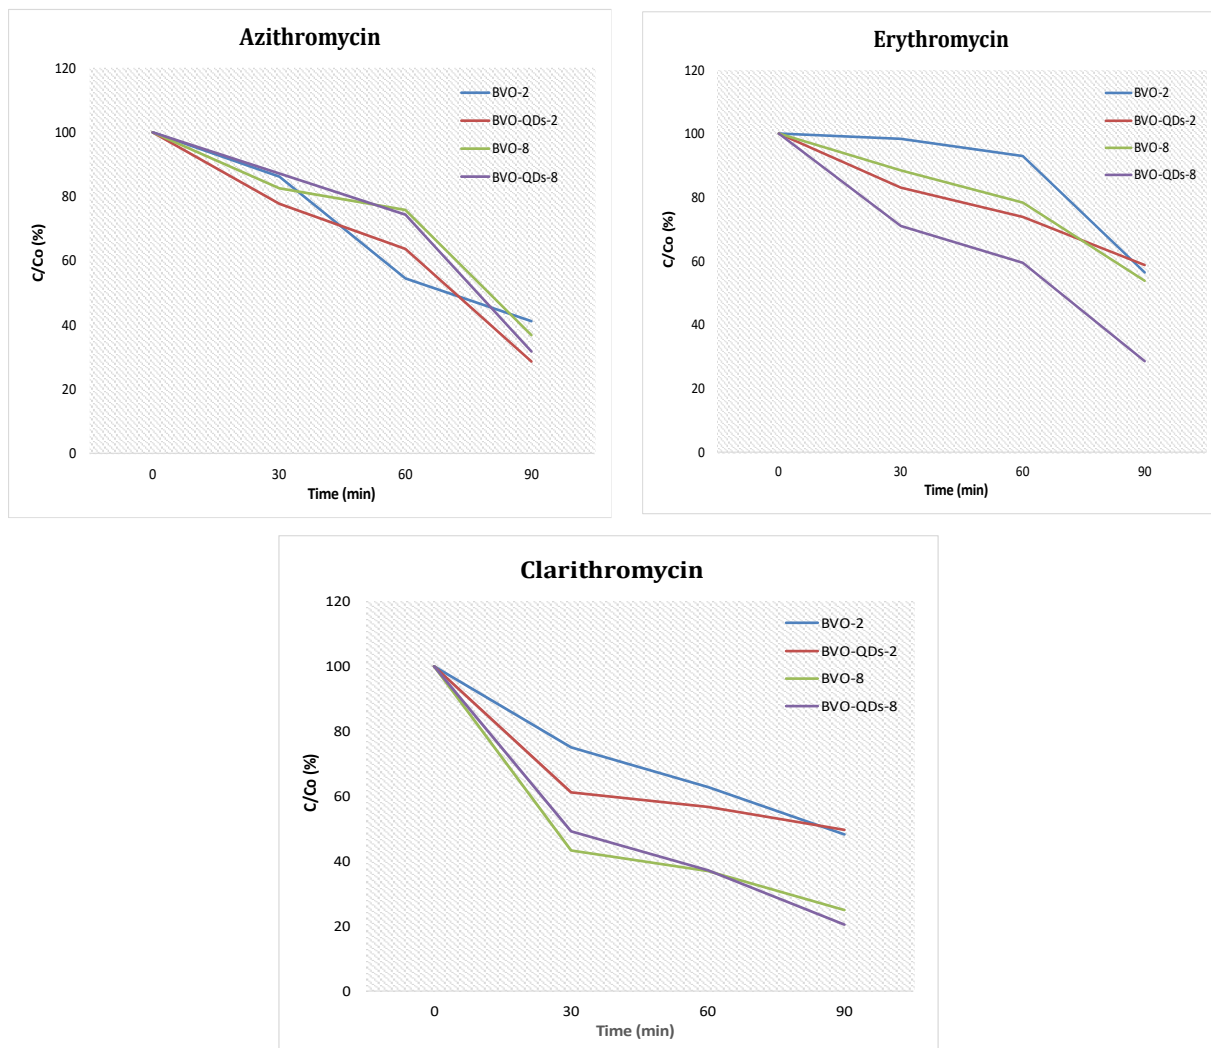 Azithromycin
120
100
80
60
40
20
0
C/Co (%)
0 30 60 90
Time (min)
BVO-2
BVO-QDs-2
BVO-8
BVO-QDs-8
Erythromycin
120
100
80
60
40
20
0
C/Co (%)
0 30 60 90
Time (min)
BVO-2
BVO-QDs-2
BVO-8
BVO-QDs-8
Clarithromycin
120
100
80
60
40
20
0
C/Co (%)
0 30 60 90
Time (min)
BVO-2
BVO-QDs-2
BVO-8
BVO-QDs-8